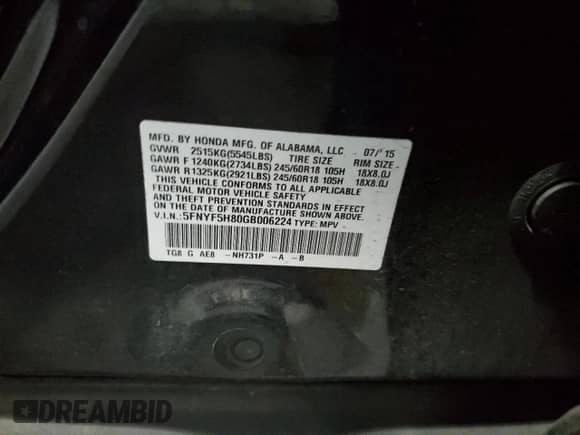 MFD. BY HONDA MFG. OF ALABAMA, LLC 07/'15
GVWR 2515KG(5545LBS) TIRE SIZE RIM SIZE
GAWR F 1240KG(2734LBS) 245/60R18 105H 18X8.0J
GAWR R1325KG(2921LBS) 245/60R18 105H 18X8.0J
THIS VEHICLE CONFORMS TO ALL APPLICABLE
FEDERAL MOTOR VEHICLE SAFETY
AND THEFT PREVENTION STANDARDS IN EFFECT
ON THE DATE OF MANUFACTURE SHOWN ABOVE.
V.I.N.: 5FNYF5H80GB006224 TYPE: MPV
TG8 G AE8 -NH731P -A -B
DREAMBID